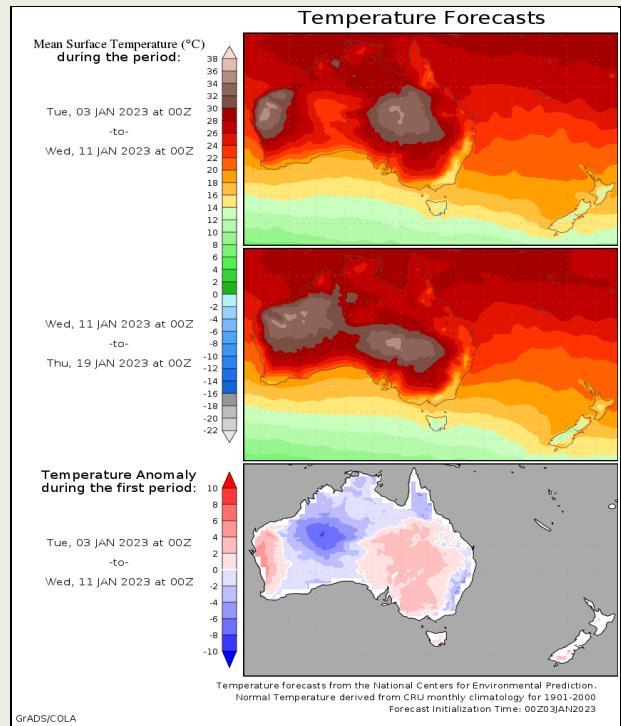 Temperature Forecasts
Mean Surface Temperature (°C)
during the period:
38
36
34
32
30
28
26
24
22
20
18
16
14
12
10
8
6
4
2
0
-2
-4
-6
-8
-10
-12
-14
-16
-18
-20
-22
Tue, 03 JAN 2023 at 00Z
-to-
Wed, 11 JAN 2023 at 00Z
Wed, 11 JAN 2023 at 00Z
-to-
Thu, 19 JAN 2023 at 00Z
Temperature Anomaly
during the first period:
10
8
6
4
2
0
-2
-4
-6
-8
-10
Tue, 03 JAN 2023 at 00Z
-to-
Wed, 11 JAN 2023 at 00Z
Temperature forecasts from the National Centers for Environmental Prediction.
Normal Temperature derived from CRU monthly climatology for 1901-2000
Forecast Initialization Time: 00Z03JAN2023
GrADS/COLA